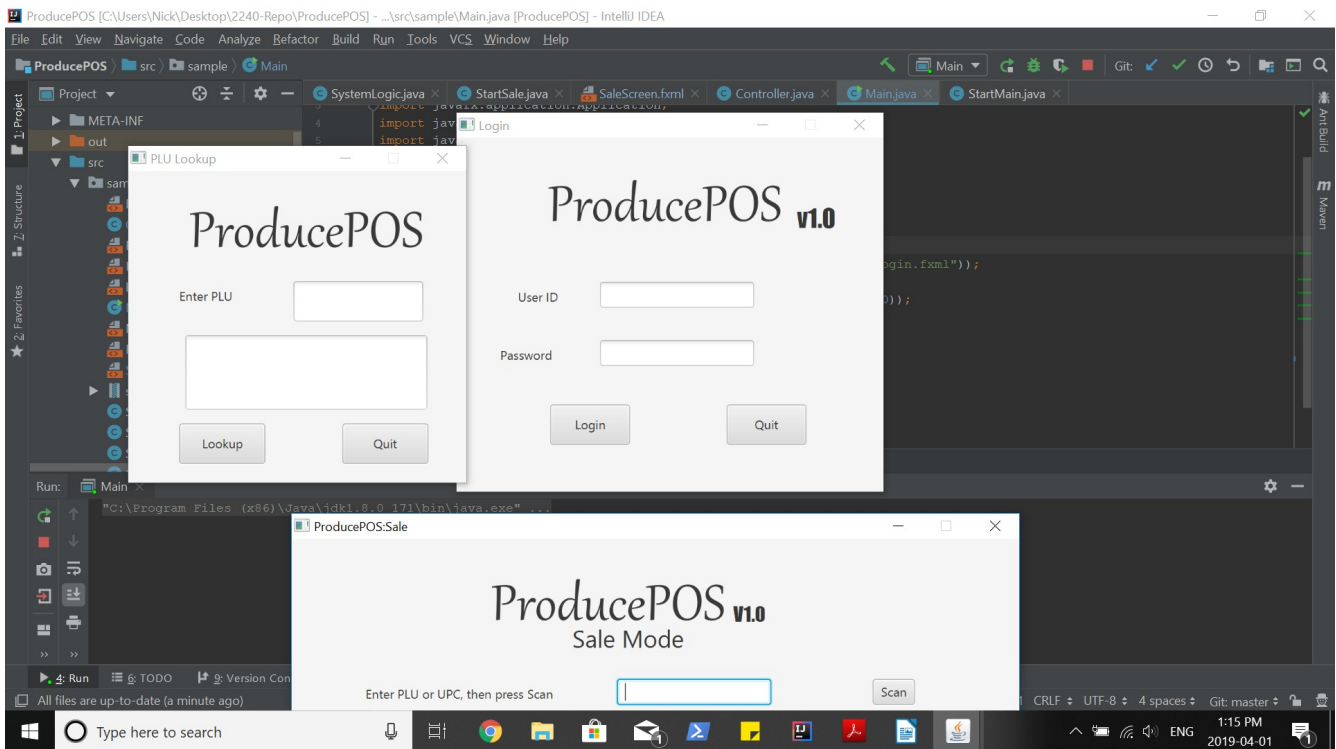 ProducePOS [C:\Users\Nick\Desktop\2240-Repo\ProducePOS] - ...\src\sample\Main.java [ProducePOS] - IntelliJ IDEA
File Edit View Navigate Code Analyze Refactor Build Run Tools VCS Window Help
ProducePOS src sample Main
Main Git:
Project
SystemLogic.java StartSale.java SaleScreen.fxml Controller.java Main.java StartMain.java
1: Project
Z: Structure
2: Favorites
Ant Build
Maven
META-INF
out
src
sam
import javafx.application.Application;
4 import jav
5 import jav
ogin.fxml"));
));
PLU Lookup
ProducePOS
Enter PLU
Lookup Quit
Login
ProducePOS v1.0
User ID
Password
Login Quit
Run: Main
"C:\Program Files (x86)\Java\jdk1.8.0_171\bin\java.exe" ...
ProducePOS:Sale
ProducePOS V1.0
Sale Mode
Enter PLU or UPC, then press Scan Scan
4: Run 6: TODO 9: Version Con
All files are up-to-date (a minute ago)
CRLF UTF-8 4 spaces Git: master
Type here to search
1
ENG
1:15 PM
2019-04-01
1